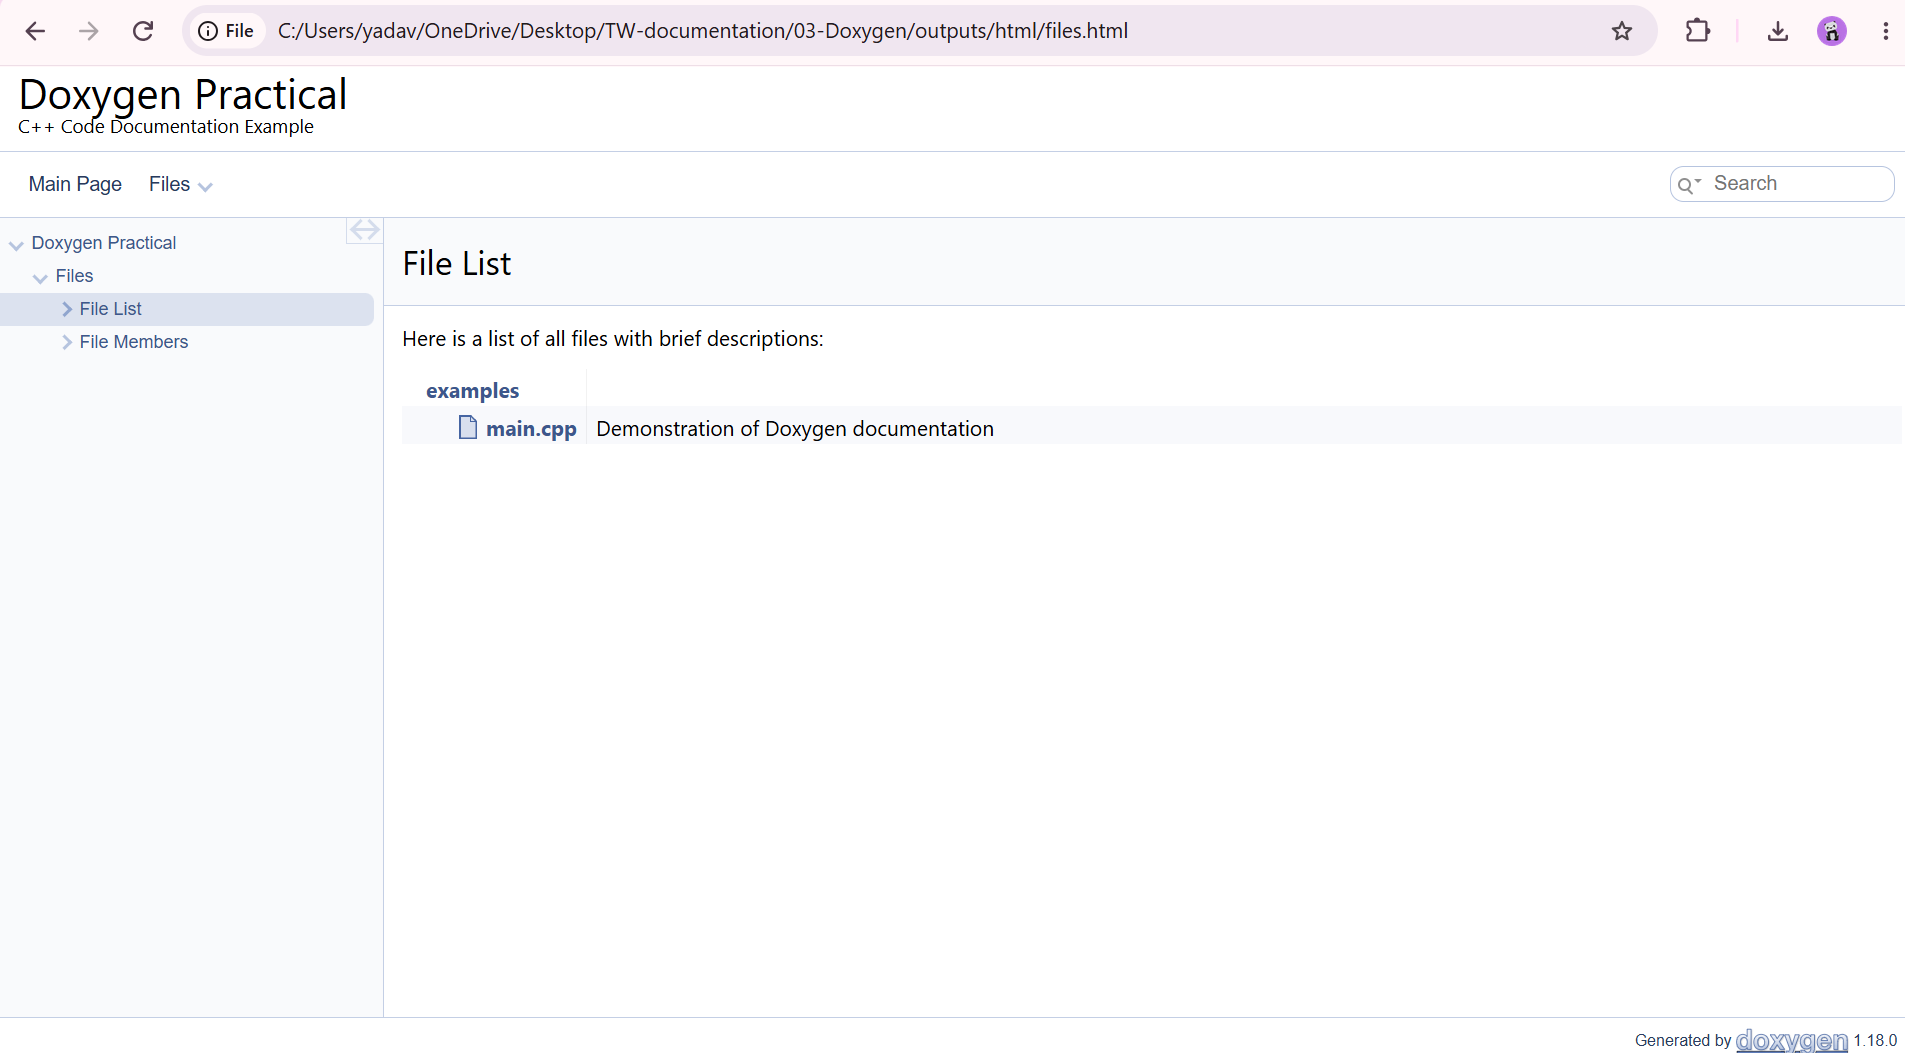 File C:/Users/yadav/OneDrive/Desktop/TW-documentation/03-Doxygen/outputs/html/files.html
Doxygen Practical
C++ Code Documentation Example
Main Page Files Search
Doxygen Practical
Files
File List
File Members
File List
Here is a list of all files with brief descriptions:
examples
main.cpp Demonstration of Doxygen documentation
Generated by doxygen 1.18.0